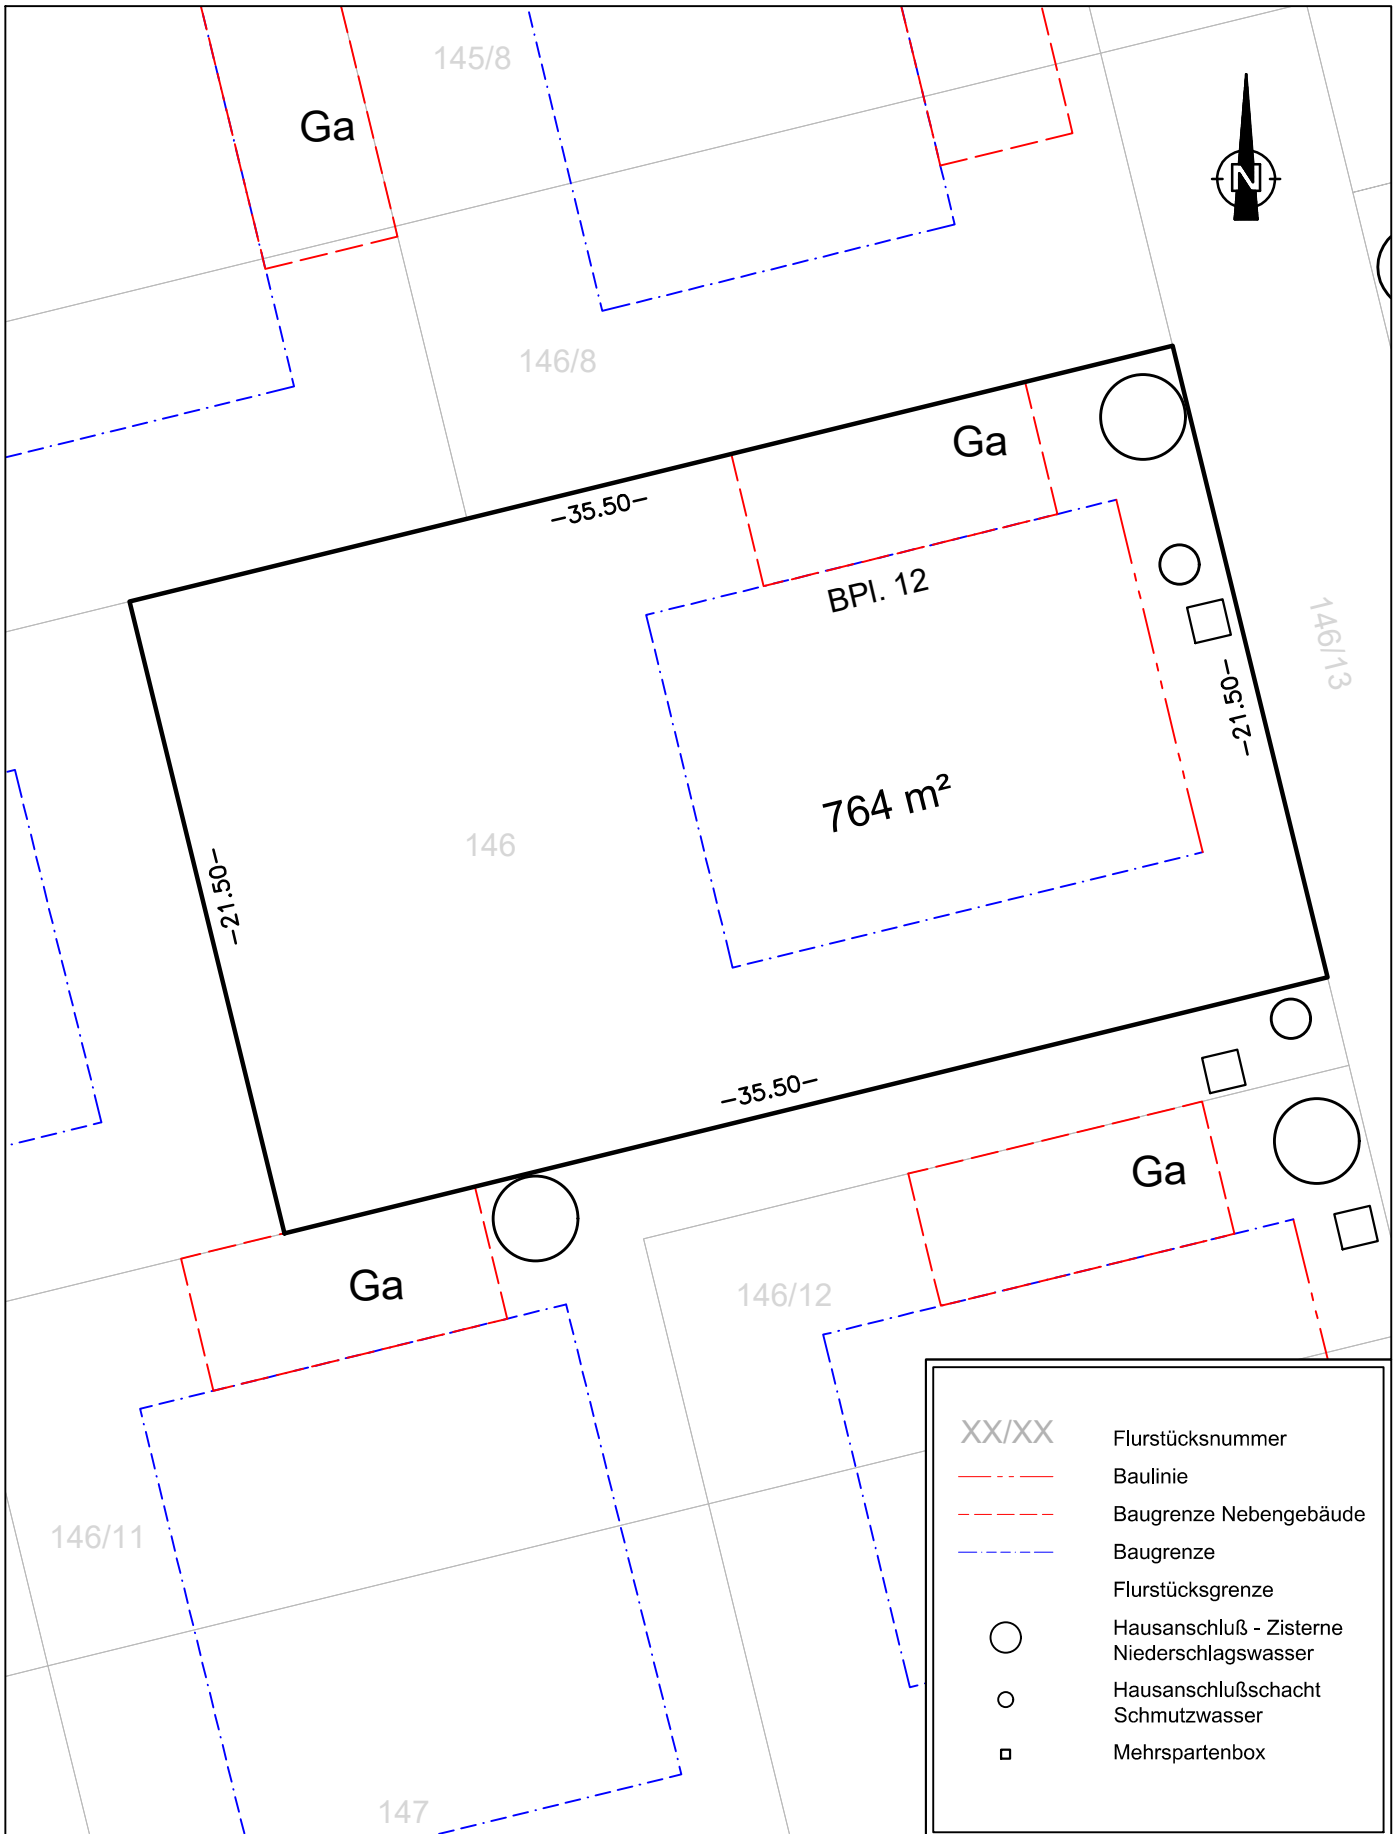 145/8
Ga
N
146/8
Ga
-35.50-
BPl. 12
146/13
-21.50-
764 m²
146
-21.50-
-35.50-
Ga
Ga
146/12
146/11
147
XX/XX Flurstücksnummer
Baulinie
Baugrenze Nebengebäude
Baugrenze
Flurstücksgrenze
Hausanschluß - Zisterne
Niederschlagswasser
Hausanschlußschacht
Schmutzwasser
Mehrspartenbox